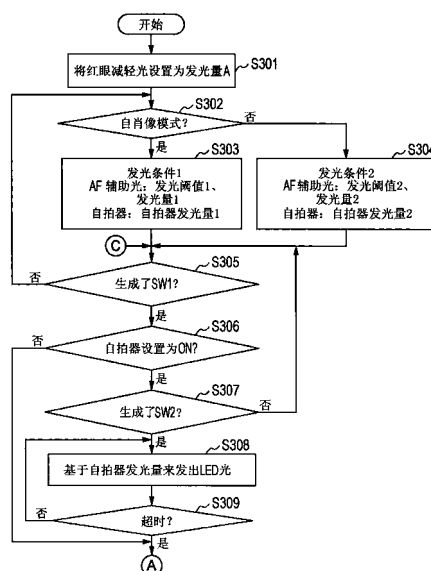 开始
S301
将红眼减轻光设置为发光量A
S302
自肖像模式?
否
是
S303
发光条件1
AF辅助光：发光阈值1、
发光量1
自拍器：自拍器发光量1
S304
发光条件2
AF辅助光：发光阈值2、
发光量2
自拍器：自拍器发光量2
C
S305
生成了SW1?
否
是
S306
自拍器设置为ON?
否
是
S307
生成了SW2?
否
是
S308
基于自拍器发光量来发出LED光
S309
超时?
否
是
A